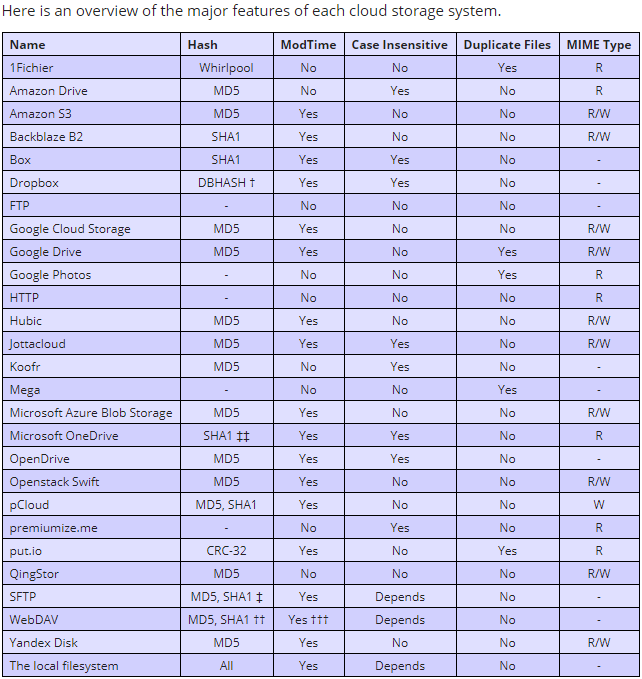 Here is an overview of the major features of each cloud storage system.
Name Hash ModTime Case Insensitive Duplicate Files MIME Type
1Fichier Whirlpool No No Yes R
Amazon Drive MD5 No Yes No R
Amazon S3 MD5 Yes No No R/W
Backblaze B2 SHA1 Yes No No R/W
Box SHA1 Yes Yes No -
Dropbox DBHASH † Yes Yes No -
FTP - No No No -
Google Cloud Storage MD5 Yes No No R/W
Google Drive MD5 Yes No Yes R/W
Google Photos - No No Yes R
HTTP - No No No R
Hubic MD5 Yes No No R/W
Jottacloud MD5 Yes Yes No R/W
Koofr MD5 No Yes No -
Mega - No No Yes -
Microsoft Azure Blob Storage MD5 Yes No No R/W
Microsoft OneDrive SHA1 ‡‡ Yes Yes No R
OpenDrive MD5 Yes Yes No -
Openstack Swift MD5 Yes No No R/W
pCloud MD5, SHA1 Yes No No W
premiumize.me - No Yes No R
put.io CRC-32 Yes No Yes R
QingStor MD5 No No No R/W
SFTP MD5, SHA1 ‡ Yes Depends No -
WebDAV MD5, SHA1 †† Yes ††† Depends No -
Yandex Disk MD5 Yes No No R/W
The local filesystem All Yes Depends No -